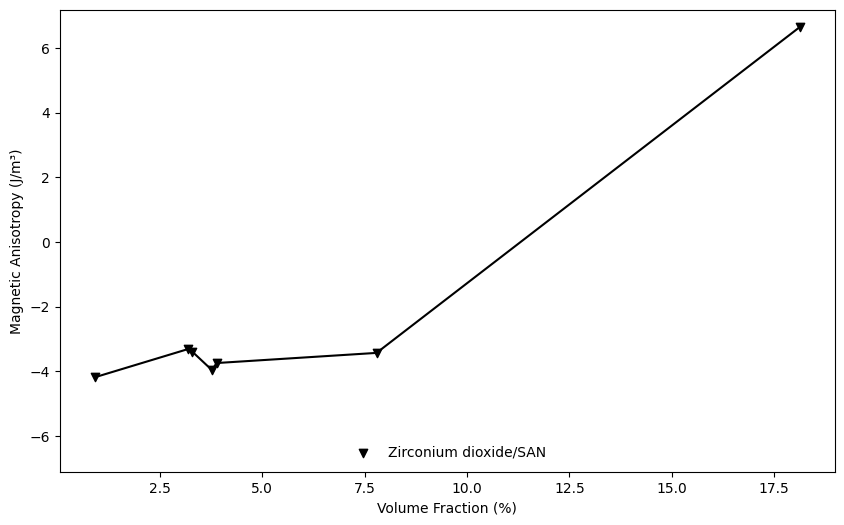 6
4
2
0
−2
−4
−6
Magnetic Anisotropy (J/m³)
Zirconium dioxide/SAN
2.5 5.0 7.5 10.0 12.5 15.0 17.5
Volume Fraction (%)